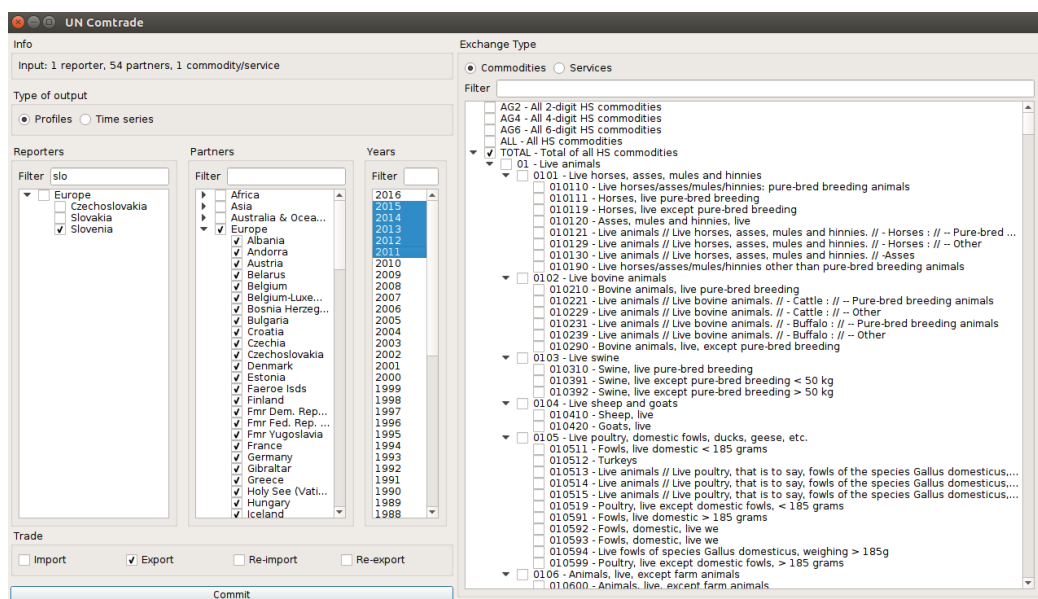 UN Comtrade
Info
Input: 1 reporter, 54 partners, 1 commodity/service
Type of output
Profiles
Time series
Reporters
Filter slo
Europe
Czechoslovakia
Slovakia
Slovenia
Partners
Filter
Africa
Asia
Australia & Ocea...
Europe
Albania
Andorra
Austria
Belarus
Belgium
Belgium-Luxe...
Bosnia Herzeg...
Bulgaria
Croatia
Czechia
Czechoslovakia
Denmark
Estonia
Faeroe Isds
Finland
Fmr Dem. Rep...
Fmr Fed. Rep. ...
Fmr Yugoslavia
France
Germany
Gibraltar
Greece
Holy See (Vati...
Hungary
Iceland
Years
Filter
2016
2015
2014
2013
2012
2011
2010
2009
2008
2007
2006
2005
2004
2003
2002
2001
2000
1999
1998
1997
1996
1995
1994
1993
1992
1991
1990
1989
1988
Trade
Import
Export
Re-import
Re-export
Commit
Exchange Type
Commodities
Services
Filter
AG2 - All 2-digit HS commodities
AG4 - All 4-digit HS commodities
AG6 - All 6-digit HS commodities
ALL - All HS commodities
TOTAL - Total of all HS commodities
01 - Live animals
0101 - Live horses, asses, mules and hinnies
010110 - Live horses/asses/mules/hinnies: pure-bred breeding animals
010111 - Horses, live pure-bred breeding
010119 - Horses, live except pure-bred breeding
010120 - Asses, mules and hinnies, live
010121 - Live animals // Live horses, asses, mules and hinnies. // - Horses : // -- Pure-bred ...
010129 - Live animals // Live horses, asses, mules and hinnies. // - Horses : // -- Other
010130 - Live animals // Live horses, asses, mules and hinnies. // -Asses
010190 - Live horses/asses/mules/hinnies other than pure-bred breeding animals
0102 - Live bovine animals
010210 - Bovine animals, live pure-bred breeding
010221 - Live animals // Live bovine animals. // - Cattle : // -- Pure-bred breeding animals
010229 - Live animals // Live bovine animals. // - Cattle : // -- Other
010231 - Live animals // Live bovine animals. // - Buffalo : // -- Pure-bred breeding animals
010239 - Live animals // Live bovine animals. // - Buffalo : // -- Other
010290 - Bovine animals, live, except pure-bred breeding
0103 - Live swine
010310 - Swine, live pure-bred breeding
010391 - Swine, live except pure-bred breeding < 50 kg
010392 - Swine, live except pure-bred breeding > 50 kg
0104 - Live sheep and goats
010410 - Sheep, live
010420 - Goats, live
0105 - Live poultry, domestic fowls, ducks, geese, etc.
010511 - Fowls, live domestic < 185 grams
010512 - Turkeys
010513 - Live animals // Live poultry, that is to say, fowls of the species Gallus domesticus,...
010514 - Live animals // Live poultry, that is to say, fowls of the species Gallus domesticus,...
010515 - Live animals // Live poultry, that is to say, fowls of the species Gallus domesticus,...
010519 - Poultry, live except domestic fowls, < 185 grams
010591 - Fowls, live domestic > 185 grams
010592 - Fowls, domestic, live we
010593 - Fowls, domestic, live we
010594 - Live fowls of species Gallus domesticus, weighing > 185g
010599 - Poultry, live except domestic fowls, > 185 grams
0106 - Animals, live, except farm animals
010600 - Animals, live, except farm animals